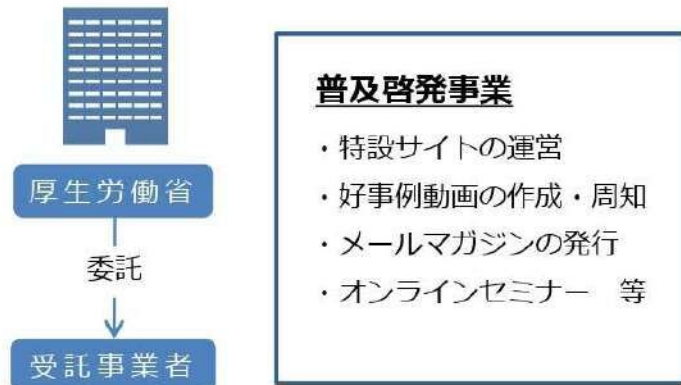 厚生労働省
委託
受託事業者
普及啓発事業
・特設サイトの運営
・好事例動画の作成・周知
・メールマガジンの発行
・オンラインセミナー　等